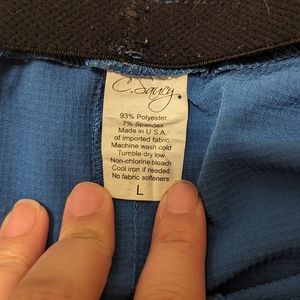 C. Saucy.
93% Polyester
7% Spandex
Made in U.S.A.
of imported fabric
Machine wash cold
Tumble dry low
Non-chlorine bleach
Cool iron if needed
No fabric softeners
L